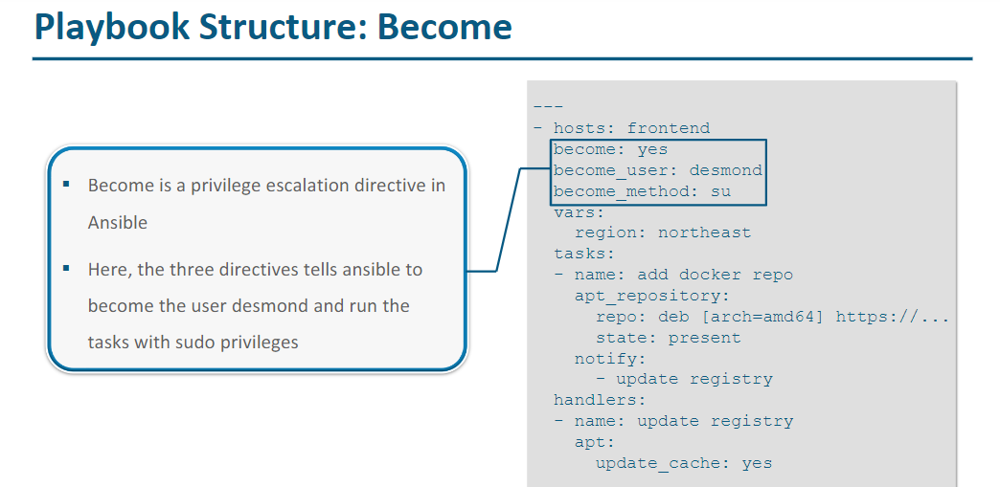 Playbook Structure: Become
▪ Become is a privilege escalation directive in
Ansible
▪ Here, the three directives tells ansible to
become the user desmond and run the
tasks with sudo privileges
---
- hosts: frontend
  become: yes
  become_user: desmond
  become_method: su
  vars:
    region: northeast
  tasks:
  - name: add docker repo
    apt_repository:
      repo: deb [arch=amd64] https://...
      state: present
    notify:
      - update registry
  handlers:
  - name: update registry
    apt:
      update_cache: yes